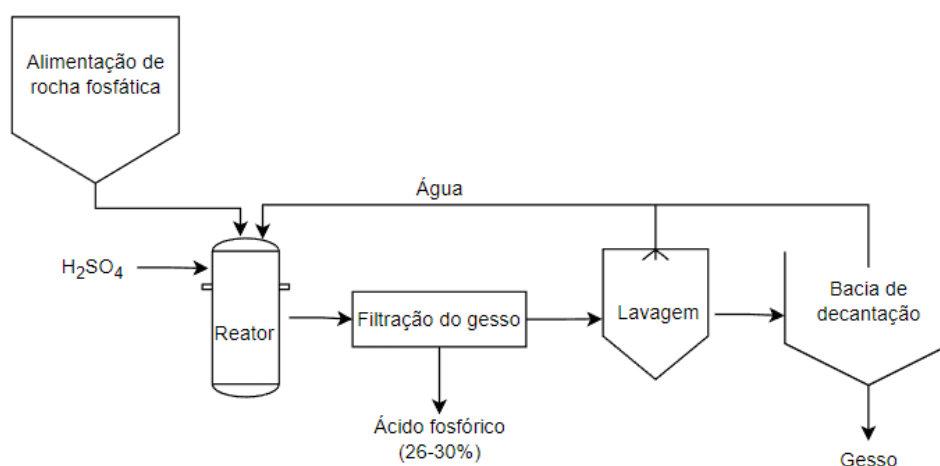 Alimentação de
rocha fosfática
Água
H₂SO₄
Reator
Filtração do gesso
Lavagem
Bacia de
decantação
Ácido fosfórico
(26-30%)
Gesso